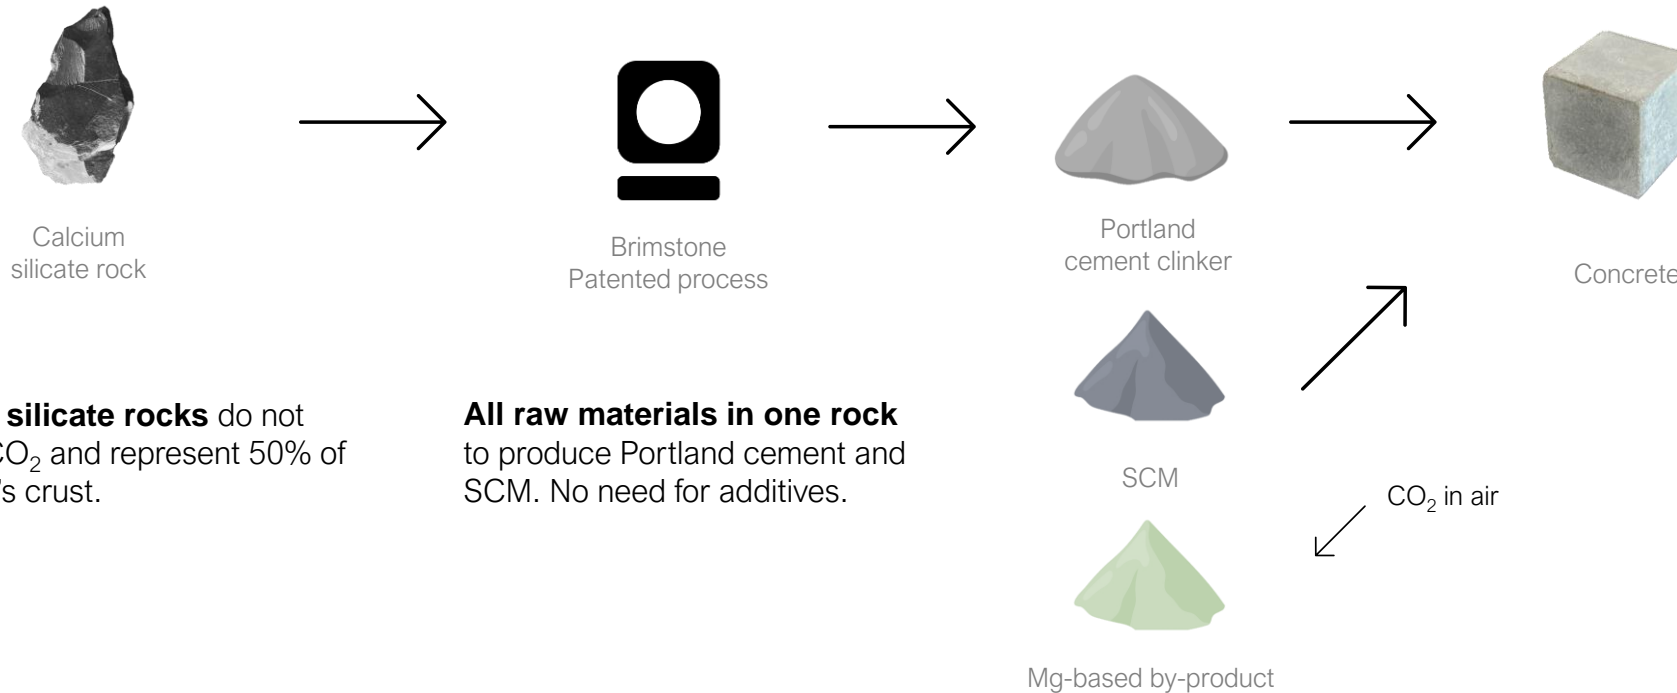 Calcium
silicate rock
Brimstone
Patented process
Portland
cement clinker
Concrete
SCM
silicate rocks do not
CO₂ and represent 50% of
's crust.
All raw materials in one rock
to produce Portland cement and
SCM. No need for additives.
CO₂ in air
Mg-based by-product